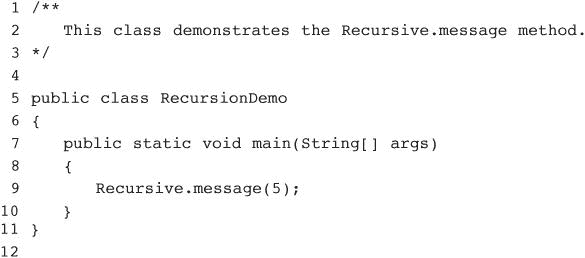 1 /**
2    This class demonstrates the Recursive.message method.
3 */
4
5 public class RecursionDemo
6 {
7    public static void main(String[] args)
8    {
9       Recursive.message(5);
10    }
11 }
12